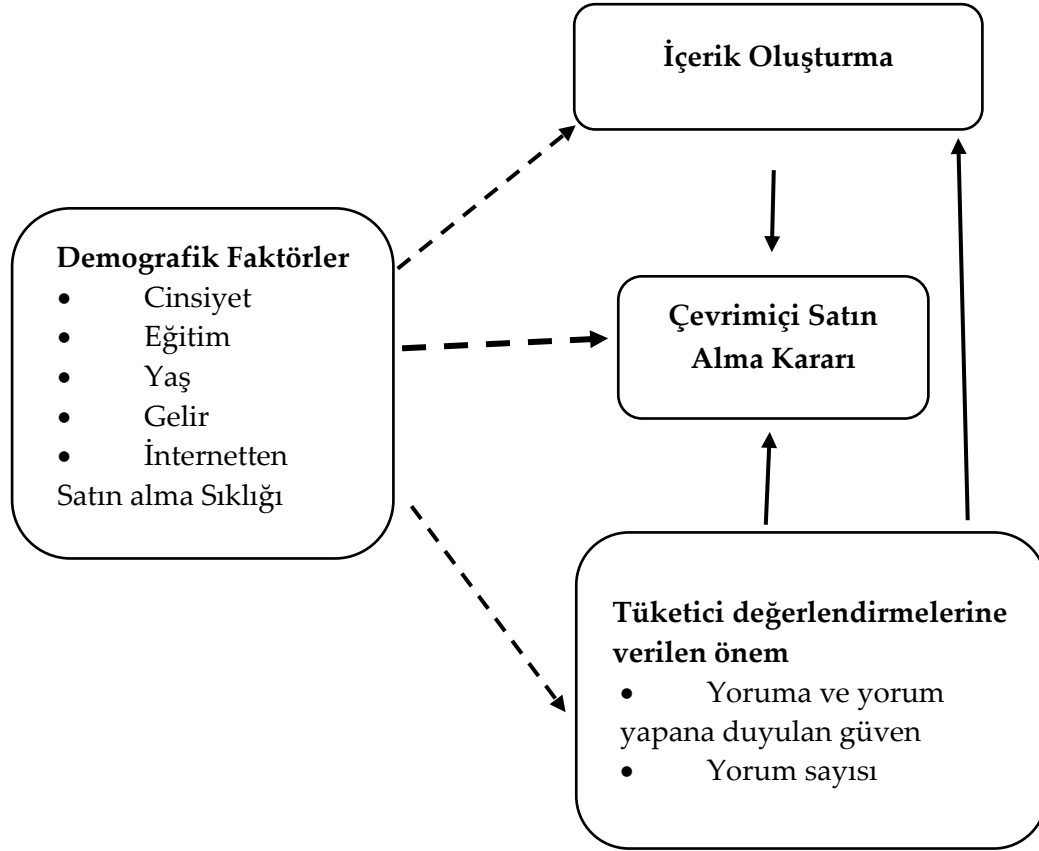 İçerik Oluşturma
Demografik Faktörler
• Cinsiyet
• Eğitim
• Yaş
• Gelir
• İnternetten
Satın alma Sıklığı
Çevrimiçi Satın
Alma Kararı
Tüketici değerlendirmelerine
verilen önem
• Yoruma ve yorum
yapana duyulan güven
• Yorum sayısı